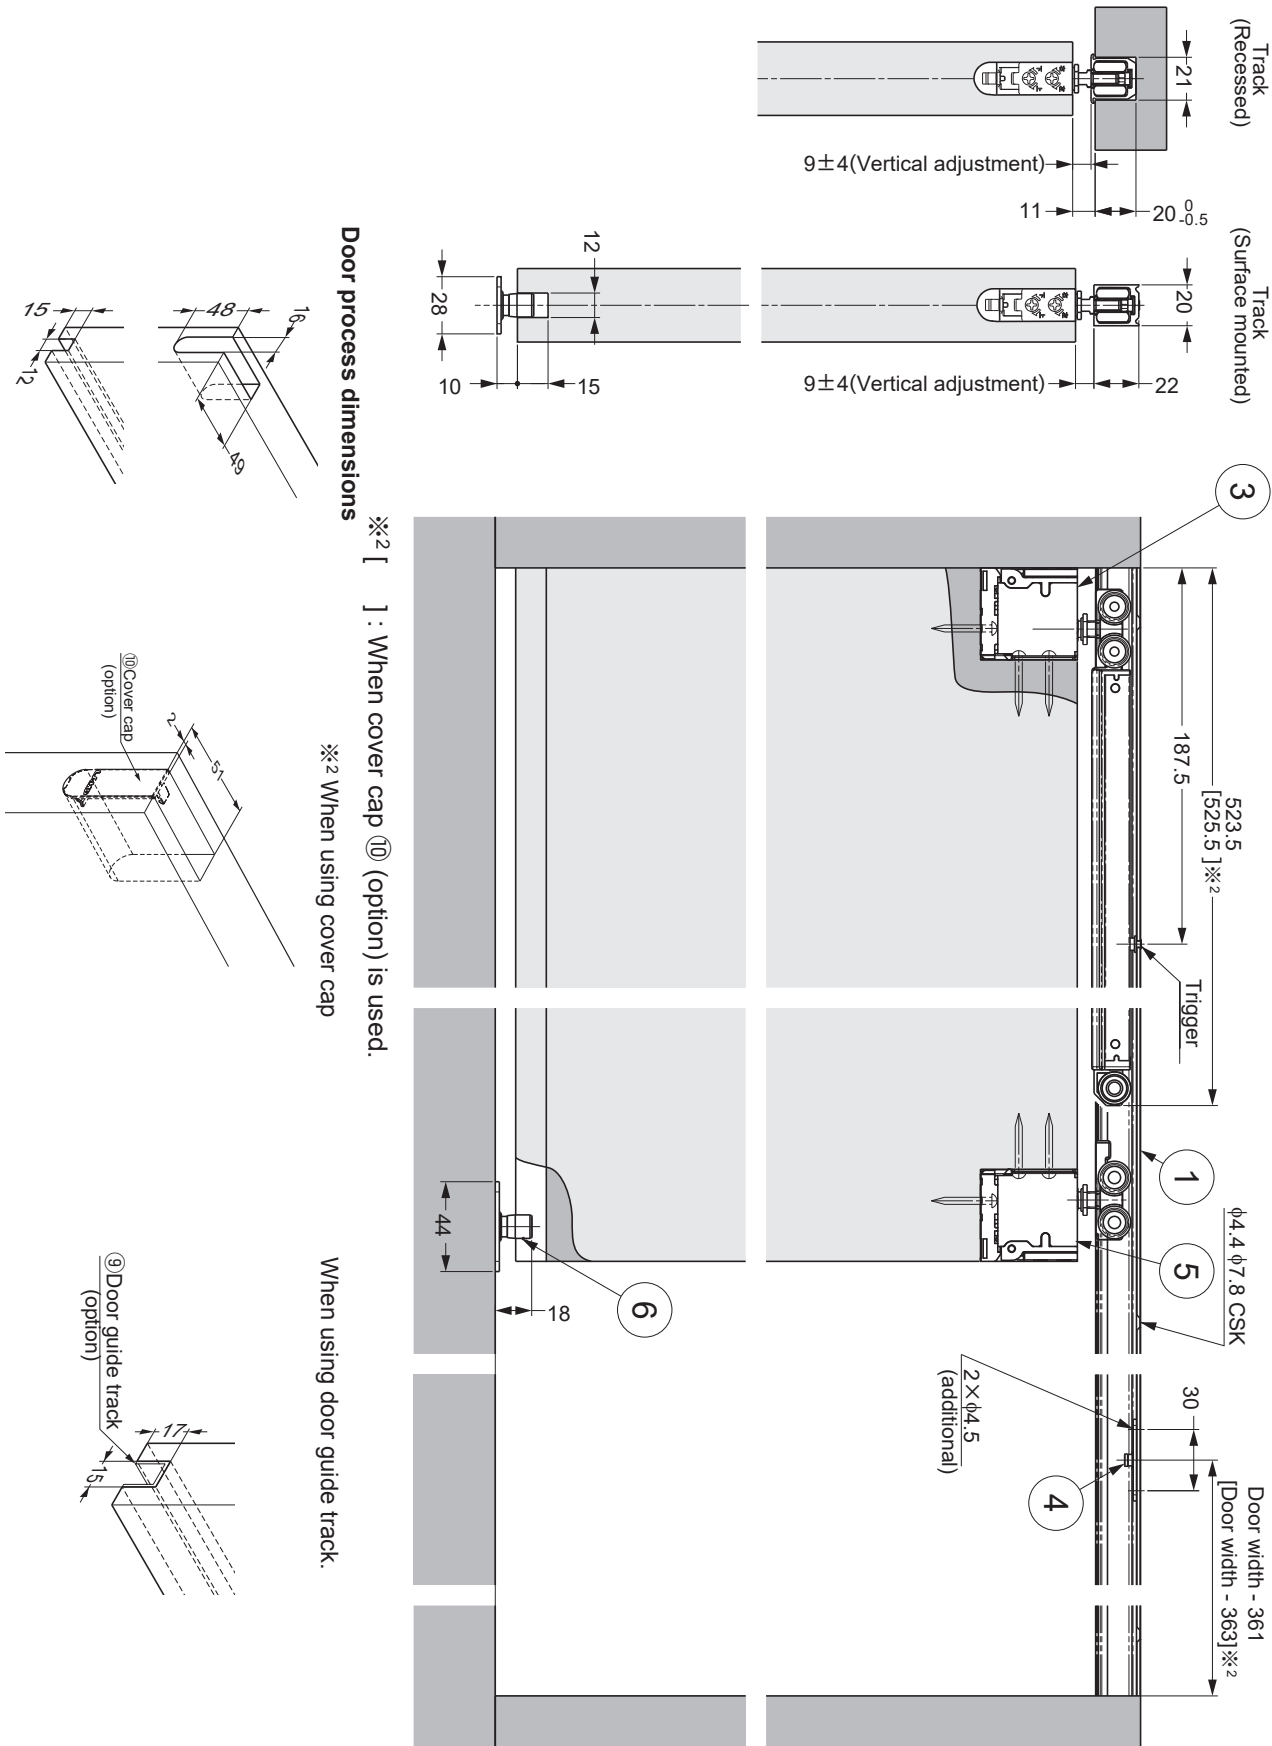 Track
(Recessed)
21
9±4(Vertical adjustment)
11
20 0
-0.5
Track
(Surface mounted)
20
9±4(Vertical adjustment)
22
12
28
10
15
3
523.5
[525.5 ]※2
187.5
Trigger
1
φ4.4 φ7.8 CSK
5
2×φ4.5
(additional)
30
4
Door width - 361
[Door width - 363]※2
44
18
6
※2 [ ] : When cover cap ⑩ (option) is used.
Door process dimensions
48
16
49
15
12
※2 When using cover cap
⑩Cover cap
(option)
2
51
When using door guide track.
⑨Door guide track
(option)
17
15